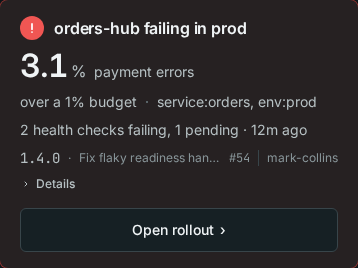 ! orders-hub failing in prod
3.1 % payment errors
over a 1% budget · service:orders, env:prod
2 health checks failing, 1 pending · 12m ago
1.4.0 · Fix flaky readiness han... #54 | mark-collins
› Details
Open rollout ›